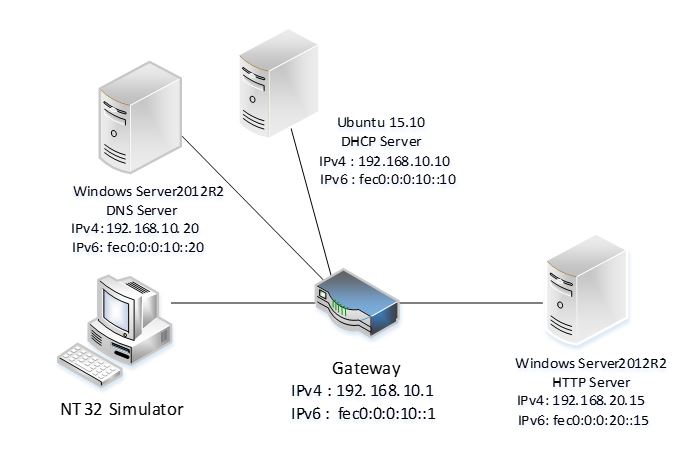 Ubuntu 15.10
DHCP Server
IPv4 : 192.168.10.10
IPv6 : fec0:0:0:10::10
Windows Server2012R2
DNS Server
IPv4: 192.168.10.20
IPv6: fec0:0:0:10::20
NT32 Simulator
Gateway
IPv4 : 192.168.10.1
IPv6 : fec0:0:0:10::1
Windows Server2012R2
HTTP Server
IPv4: 192.168.20.15
IPv6: fec0:0:0:20::15